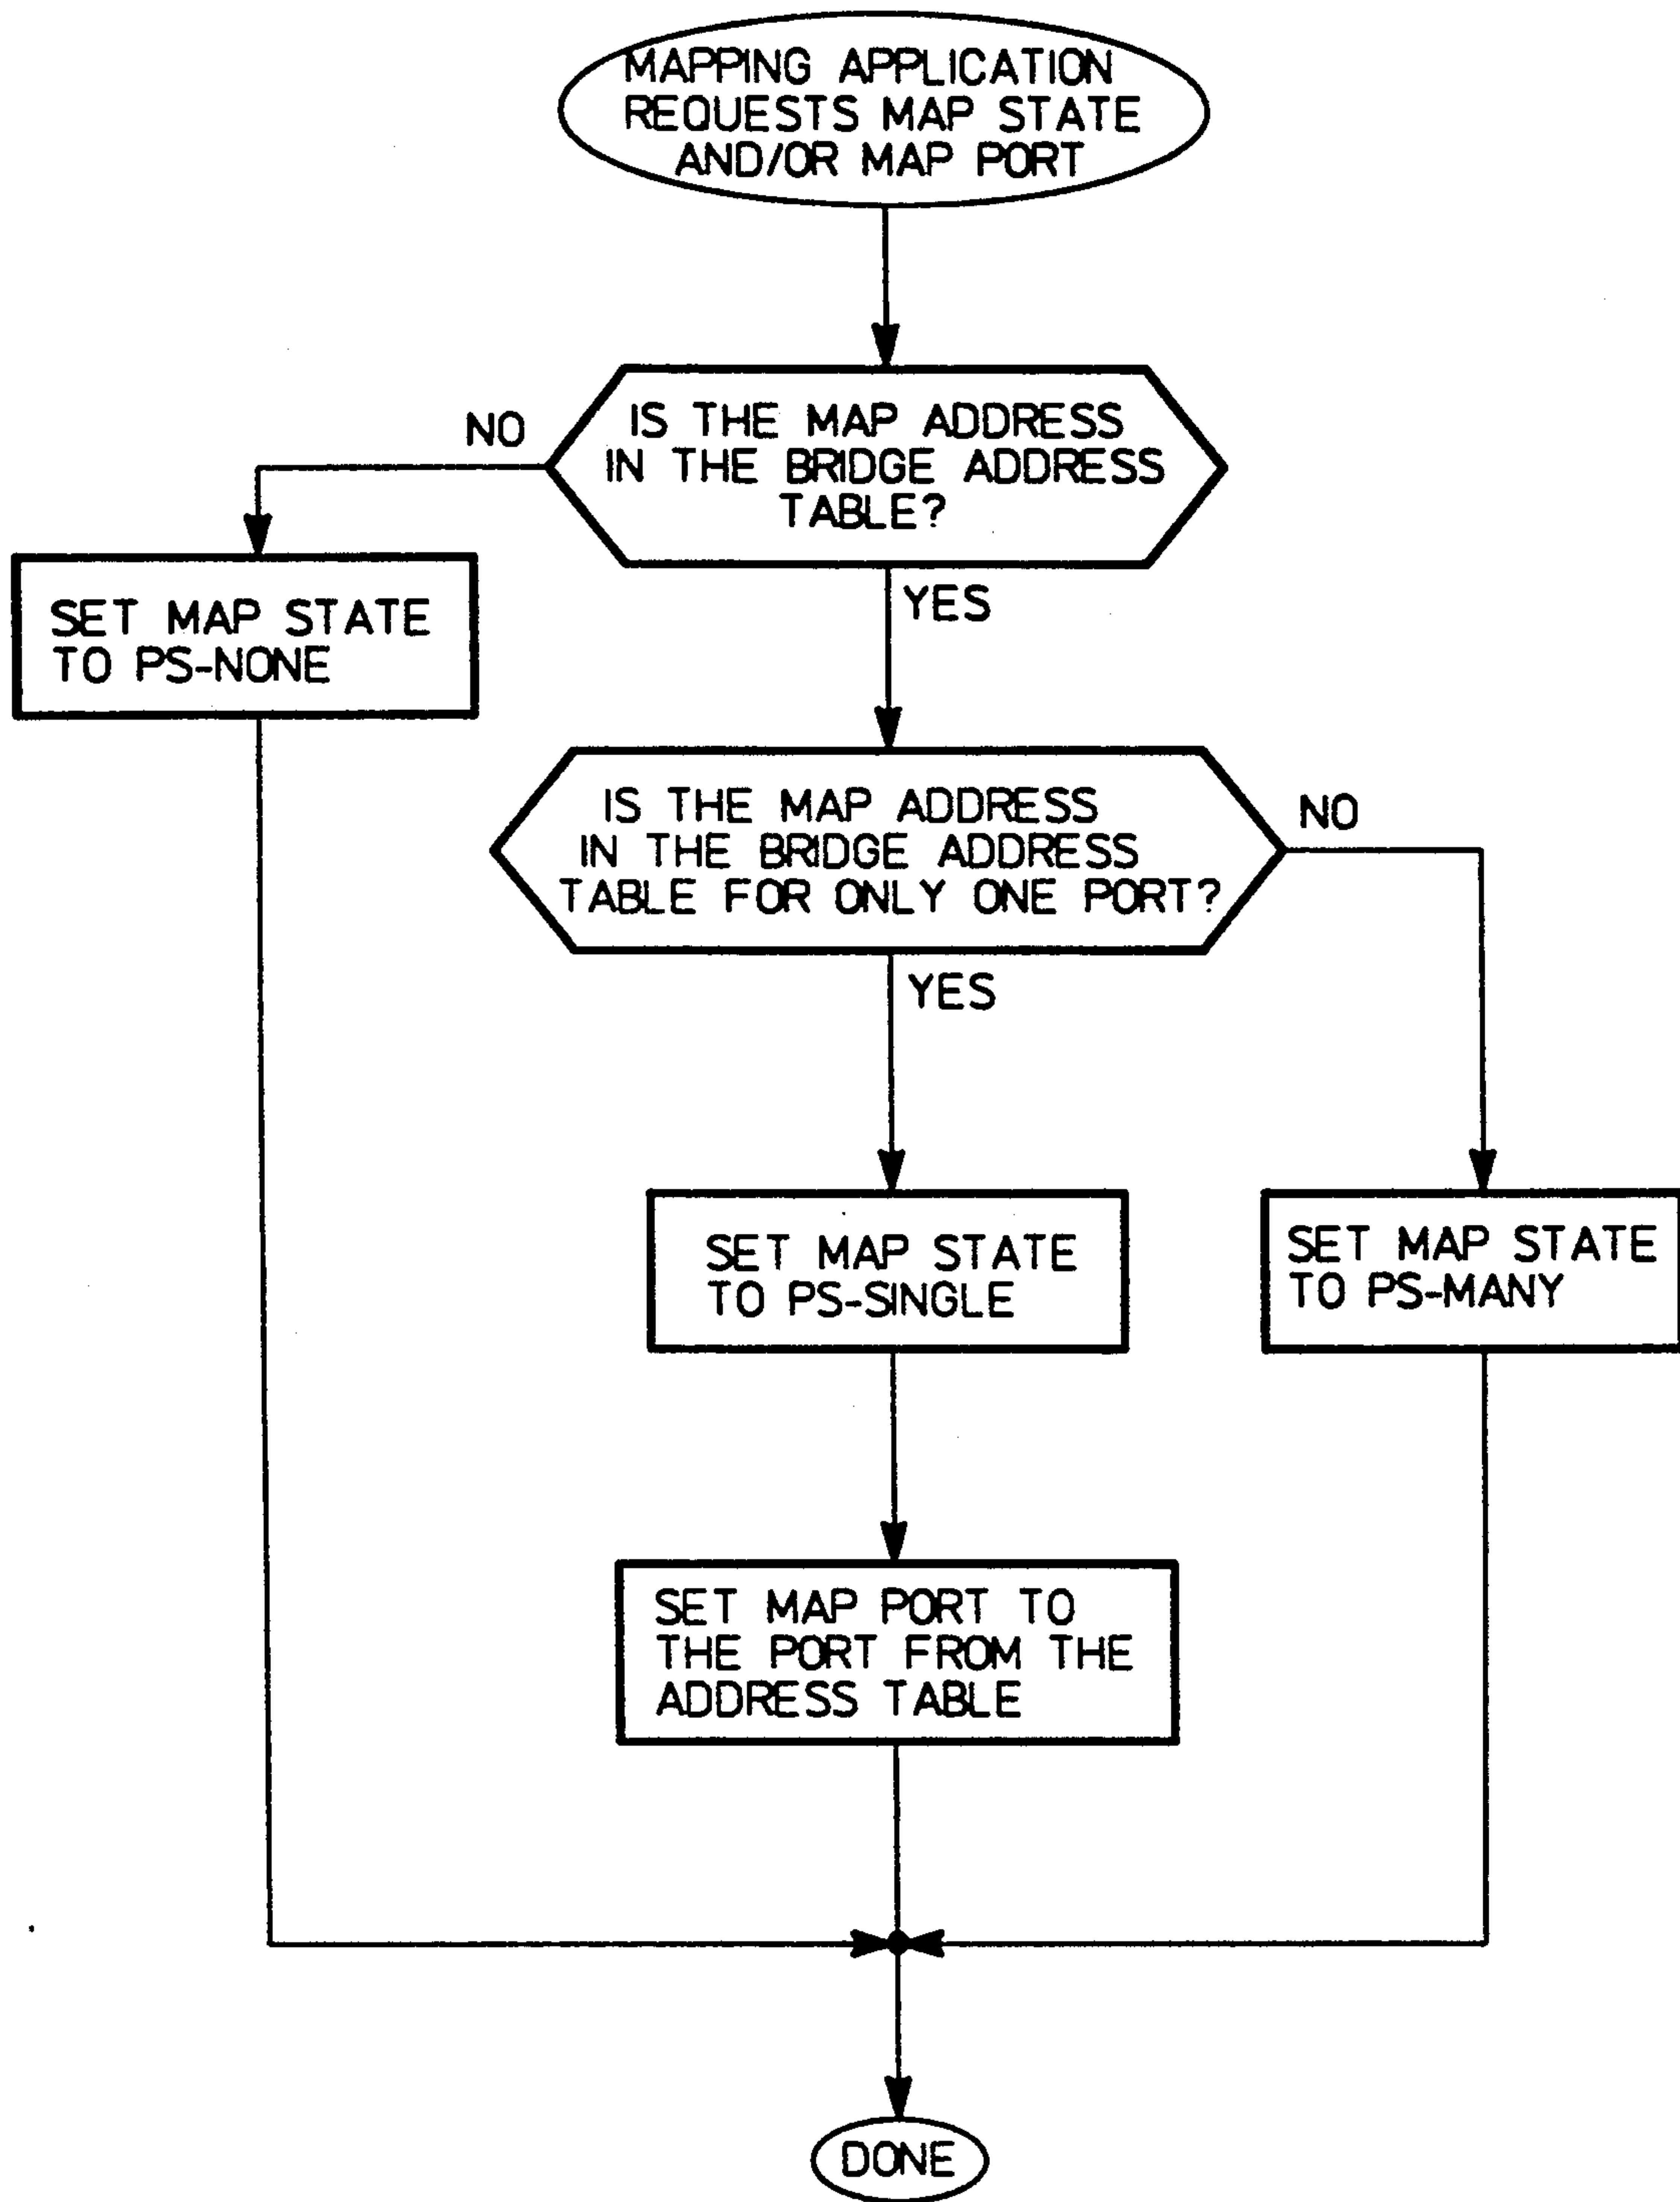 MAPPING APPLICATION
REQUESTS MAP STATE
AND/OR MAP PORT
NO
IS THE MAP ADDRESS
IN THE BRIDGE ADDRESS
TABLE?
YES
SET MAP STATE
TO PS-NONE
IS THE MAP ADDRESS
IN THE BRIDGE ADDRESS
TABLE FOR ONLY ONE PORT?
NO
YES
SET MAP STATE
TO PS-SINGLE
SET MAP STATE
TO PS-MANY
SET MAP PORT TO
THE PORT FROM THE
ADDRESS TABLE
DONE